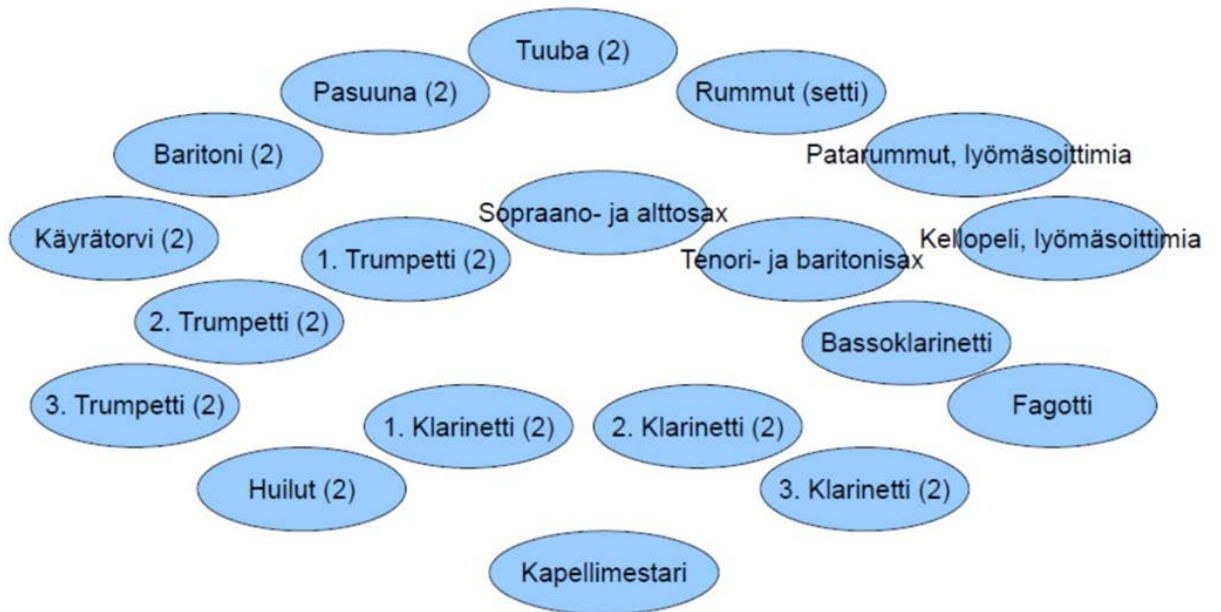 Tuuba (2)
Pasuuna (2)
Rummut (setti)
Baritoni (2)
Patarummut, lyömäsoittimia
Sopraano- ja alttosax
Käyrätorvi (2)
1. Trumpetti (2)
Tenori- ja baritonisax
Kellopeli, lyömäsoittimia
2. Trumpetti (2)
Bassoklarinetti
3. Trumpetti (2)
1. Klarinetti (2)
2. Klarinetti (2)
Fagotti
Huilut (2)
3. Klarinetti (2)
Kapellimestari